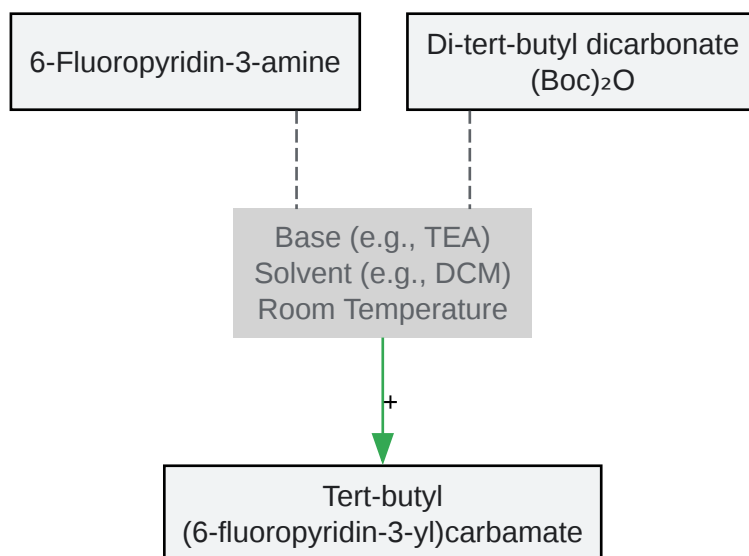 6-Fluoropyridin-3-amine
Di-tert-butyl dicarbonate
(Boc)₂O
Base (e.g., TEA)
Solvent (e.g., DCM)
Room Temperature
+
Tert-butyl
(6-fluoropyridin-3-yl)carbamate